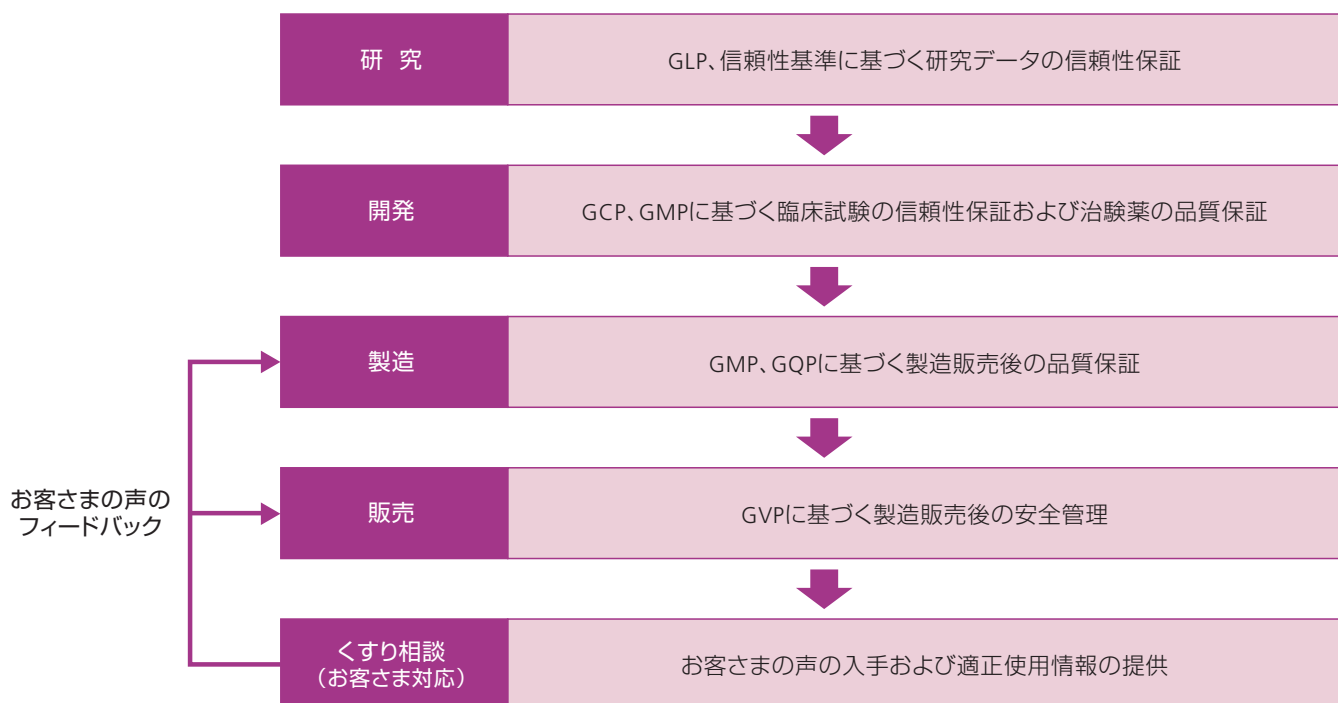 研 究
GLP、信頼性基準に基づく研究データの信頼性保証
開発
GCP、GMPに基づく臨床試験の信頼性保証および治験薬の品質保証
製造
GMP、GQPに基づく製造販売後の品質保証
お客さまの声の
フィードバック
販売
GVPに基づく製造販売後の安全管理
くすり相談
（お客さま対応）
お客さまの声の入手および適正使用情報の提供